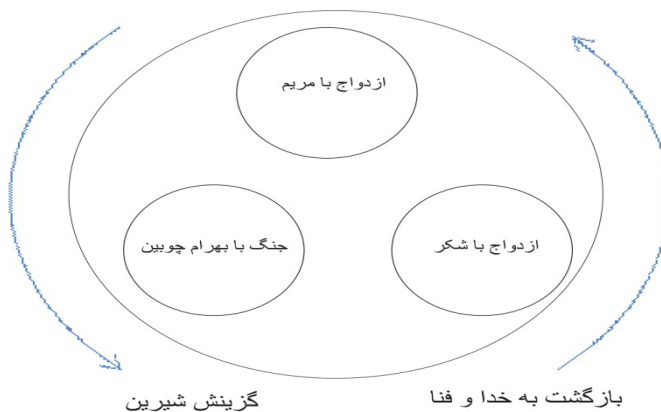 ازدواج با مریم
ازدواج با شکر
جنگ با بهرام چوبین
بازگشت به خدا و فنا
گزینش شیرین